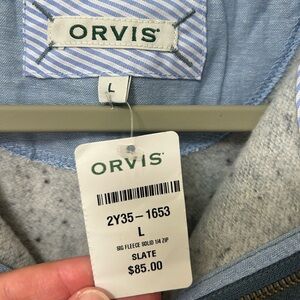 ORVIS
L
ORVIS
2Y35-1653
L
SIG FLEECE SOLID 1/4 ZIP
SLATE
$85.00